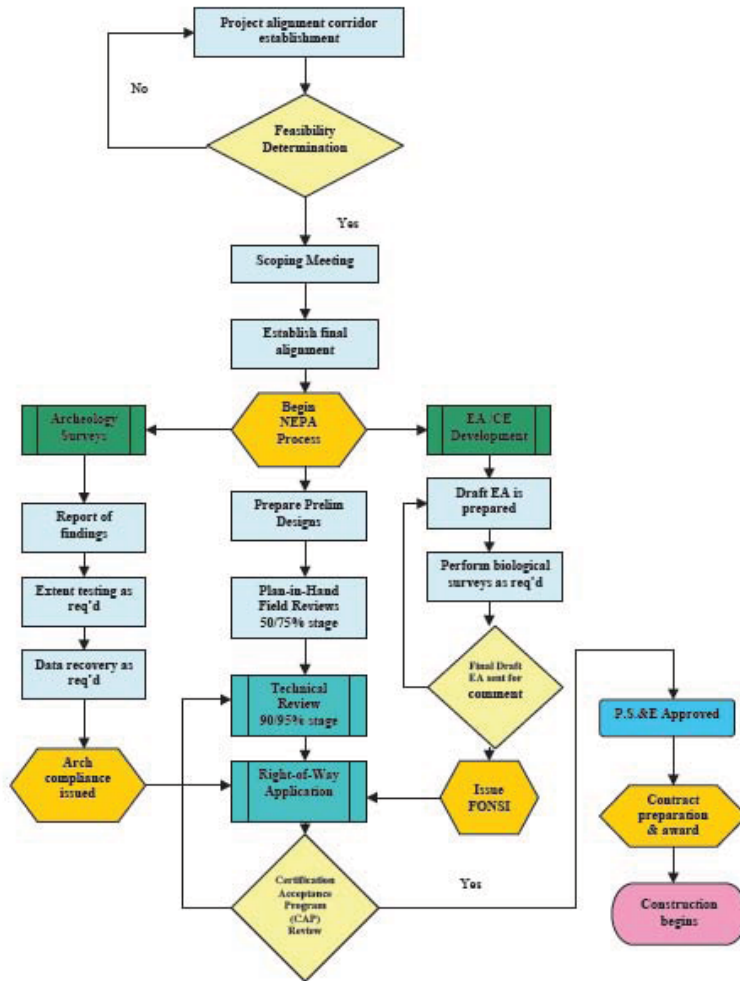 Project alignment corridor
establishment
No
Feasibility
Determination
Yes
Scoping Meeting
Establish final
alignment
Archeology
Surveys
Begin
NEPA
Process
EA /CE
Development
Report of
findings
Prepare Prelim
Designs
Draft EA is
prepared
Extent testing as
req'd
Plan-in-Hand
Field Reviews
50/75% stage
Perform biological
surveys as req'd
Data recovery as
req'd
Technical
Review
90/95% stage
Final Draft
EA sent for
comment
P.S.&E Approved
Arch
compliance
issued
Right-of-Way
Application
Issue
FONSI
Contract
preparation
& award
Certification
Acceptance
Program
(CAP)
Review
Yes
Construction
begins